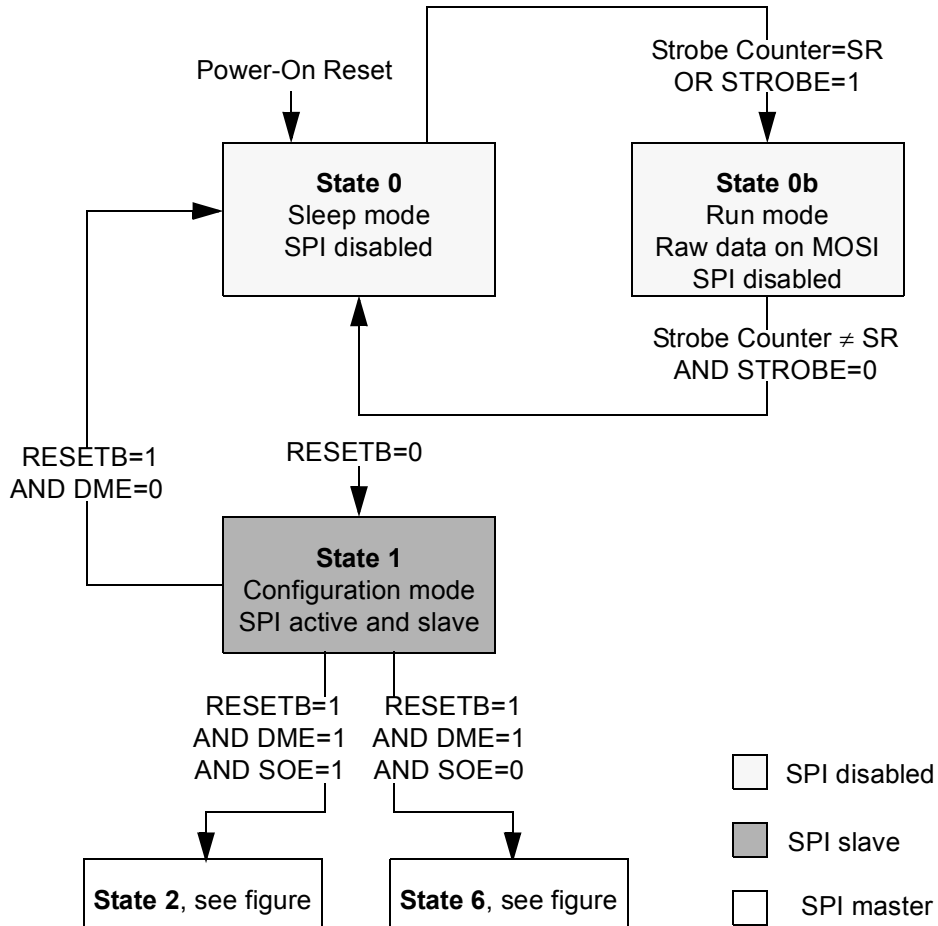 Strobe Counter=SR
OR STROBE=1
Power-On Reset
State 0
Sleep mode
SPI disabled
State 0b
Run mode
Raw data on MOSI
SPI disabled
Strobe Counter ≠ SR
AND STROBE=0
RESETB=1
AND DME=0
RESETB=0
State 1
Configuration mode
SPI active and slave
RESETB=1
AND DME=1
AND SOE=1
RESETB=1
AND DME=1
AND SOE=0
State 2, see figure
State 6, see figure
SPI disabled
SPI slave
SPI master